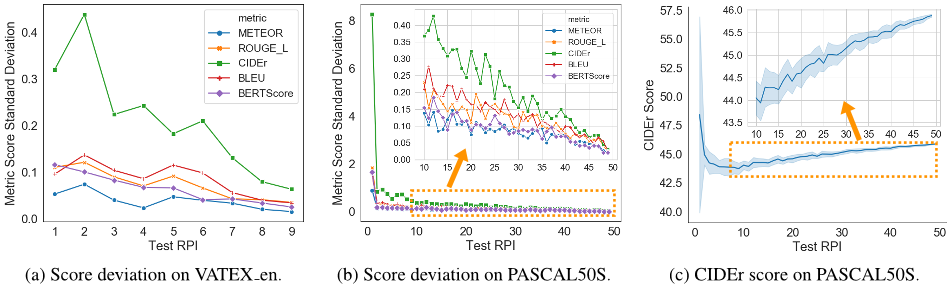 Metric Score Standard Deviation
0.4
0.3
0.2
0.1
0.0
1 2 3 4 5 6 7 8 9
Test RPI
metric
METEOR
ROUGE_L
CIDEr
BLEU
BERTScore
(a) Score deviation on VATEX_en.
Metric Score Standard Deviation
8
6
4
2
0
0 10 20 30 40 50
Test RPI
0.40
0.35
0.30
0.25
0.20
0.15
0.10
0.05
0.00
10 20 30 40 50
metric
METEOR
ROUGE_L
CIDEr
BLEU
BERTScore
(b) Score deviation on PASCAL50S.
CIDEr Score
57.5
55.0
52.5
50.0
47.5
45.0
42.5
40.0
0 10 20 30 40 50
Test RPI
46.0
45.5
45.0
44.5
44.0
43.5
10 15 20 25 30 35 40 45 50
(c) CIDEr score on PASCAL50S.